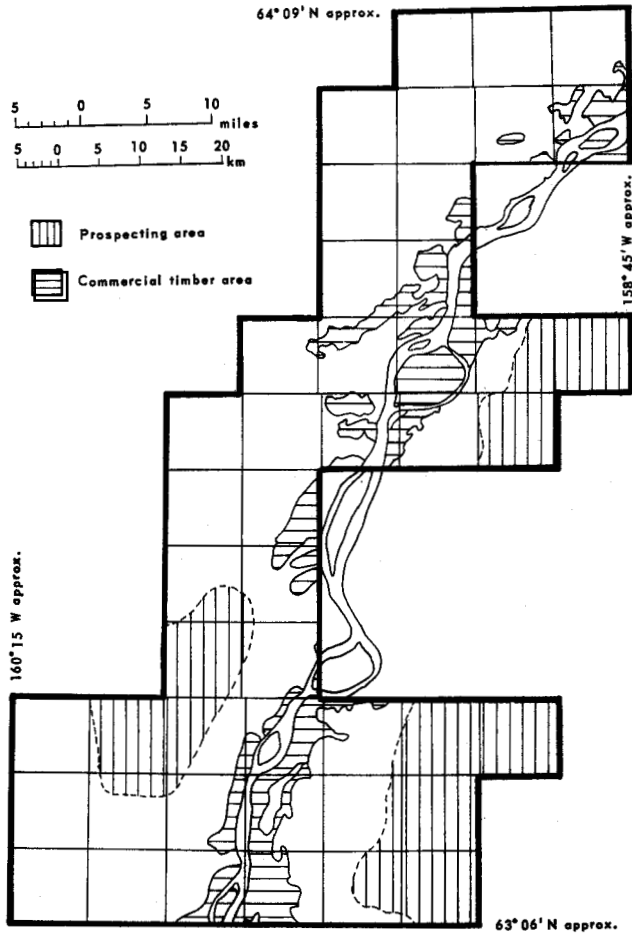 64° 09' N approx.
5 0 5 10 miles
5 0 5 10 15 20 km
Prospecting area
Commercial timber area
158° 45' W approx.
160° 15 W approx.
63° 06' N approx.